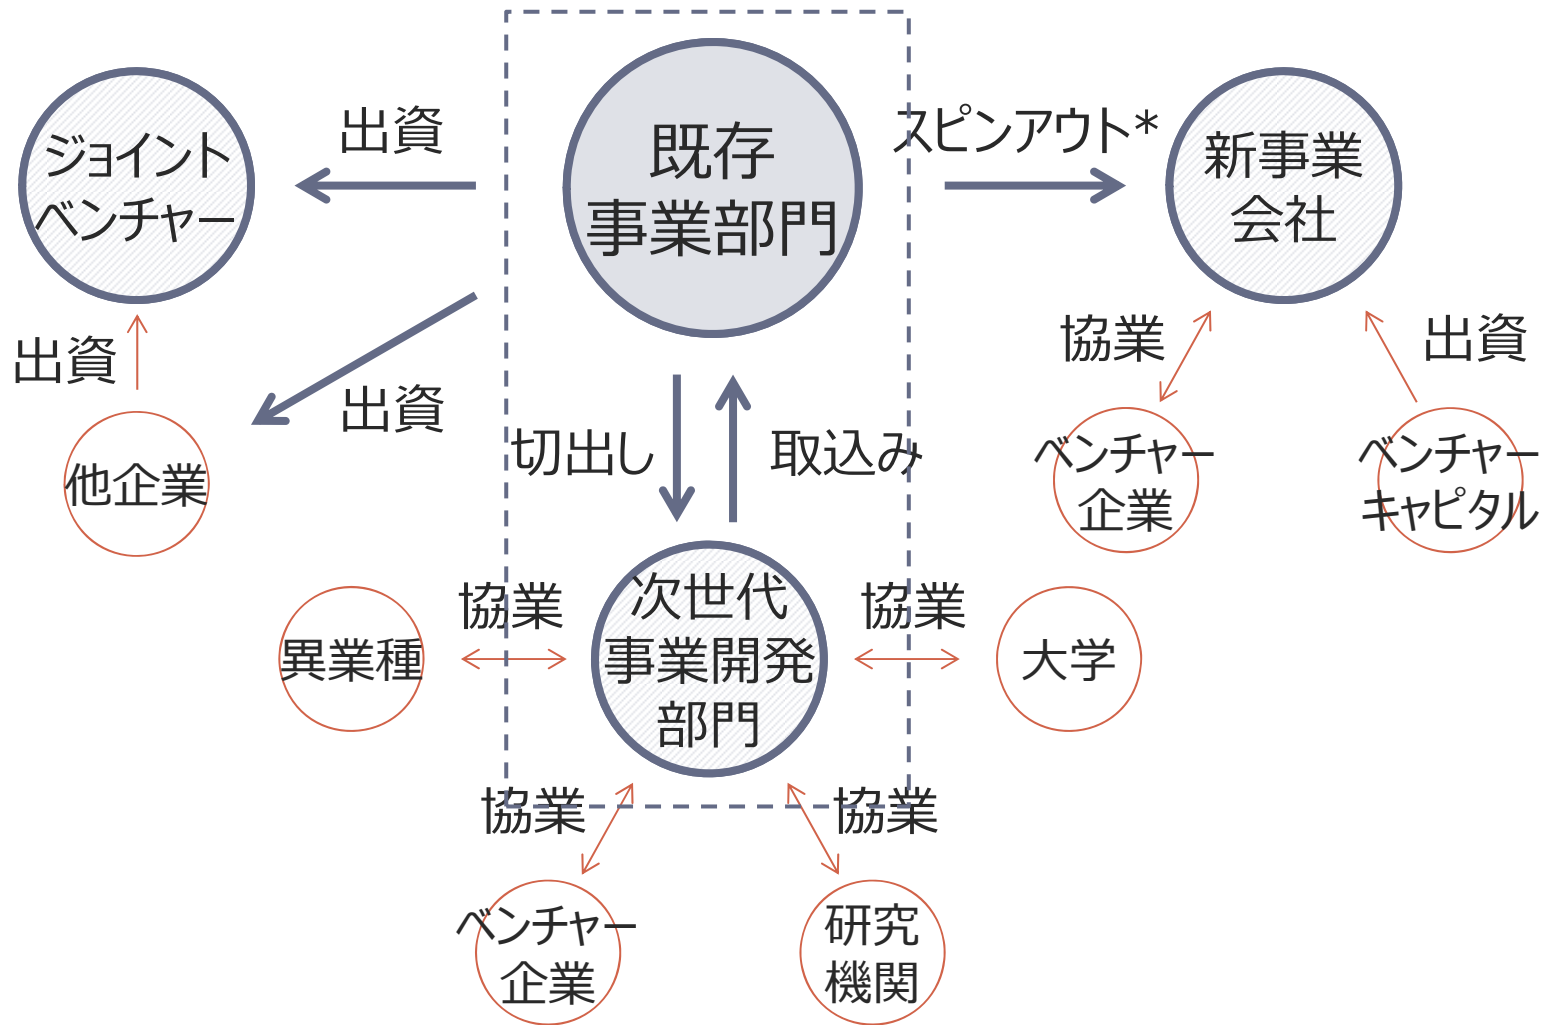 既存
事業部門
ジョイント
ベンチャー
出資
スピンアウト*
新事業
会社
出資
出資
協業
出資
他企業
切出し
取込み
ベンチャー
企業
ベンチャー
キャピタル
異業種
協業
次世代
事業開発
部門
協業
大学
協業
協業
ベンチャー
企業
研究
機関